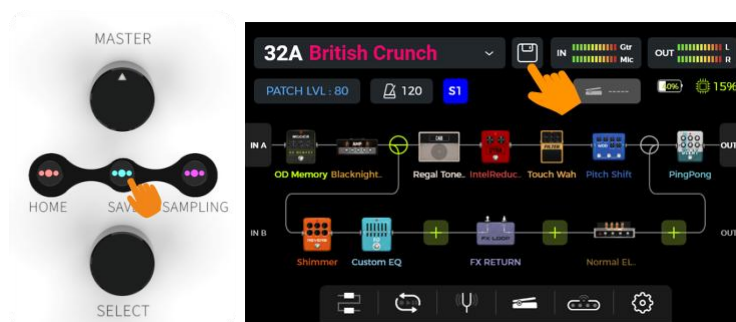 MASTER
HOME
SAVE
SAMPLING
SELECT
32A British Crunch
IN
Gtr
Mic
OUT
L
R
PATCH LVL : 80
120
S1
-----
15%
IN A
OUT
OD Memory
Blacknight..
Regal Tone..
IntelReduc..
Touch Wah
Pitch Shift
PingPong
IN B
OUT
Shimmer
Custom EQ
FX LOOP
FX RETURN
Normal EL..